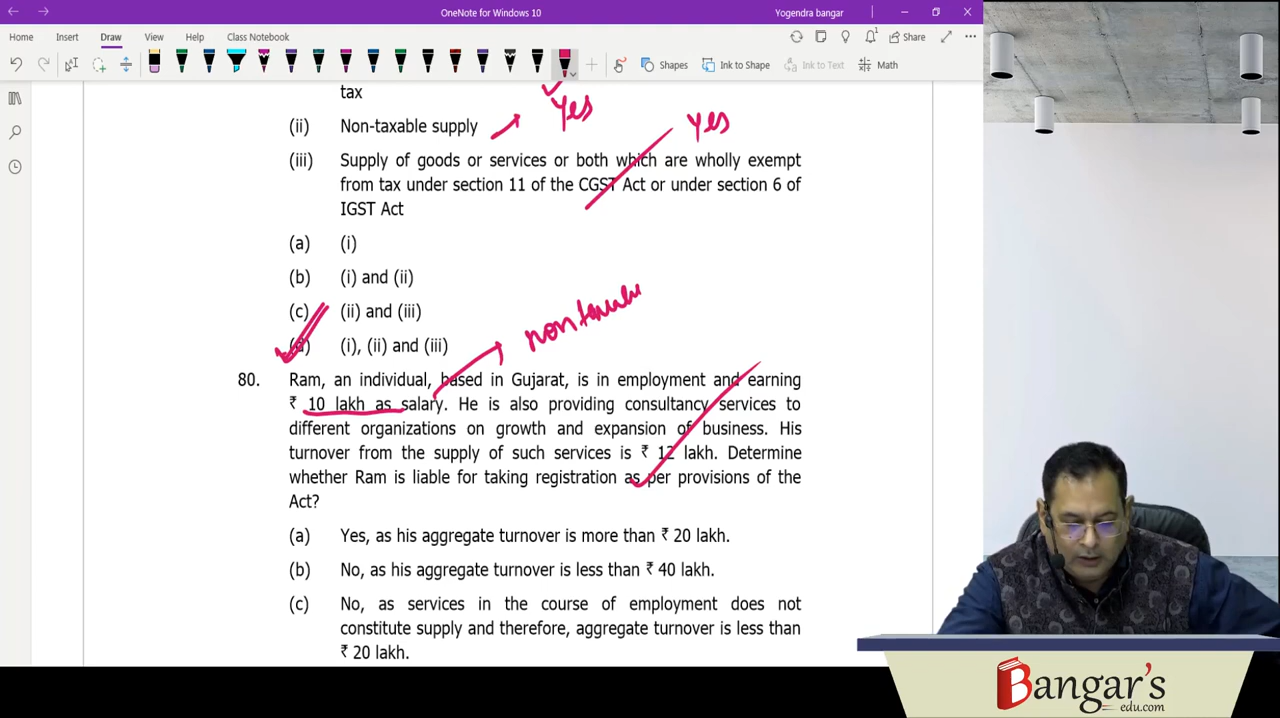 OneNote for Windows 10
Yogendra bangar
Home Insert Draw View Help Class Notebook
Share
Shapes Ink to Shape Ink to Text Math
tax
Yes
(ii) Non-taxable supply
Yes
(iii) Supply of goods or services or both which are wholly exempt
from tax under section 11 of the CGST Act or under section 6 of
IGST Act
(a) (i)
(b) (i) and (ii)
(c) (ii) and (iii)
(d) (i), (ii) and (iii)
80. Ram, an individual, based in Gujarat, is in employment and earning
₹ 10 lakh as salary. He is also providing consultancy services to
different organizations on growth and expansion of business. His
turnover from the supply of such services is ₹ 12 lakh. Determine
whether Ram is liable for taking registration as per provisions of the
Act?
(a) Yes, as his aggregate turnover is more than ₹ 20 lakh.
(b) No, as his aggregate turnover is less than ₹ 40 lakh.
(c) No, as services in the course of employment does not
constitute supply and therefore, aggregate turnover is less than
₹ 20 lakh.
Bangar's
edu.com